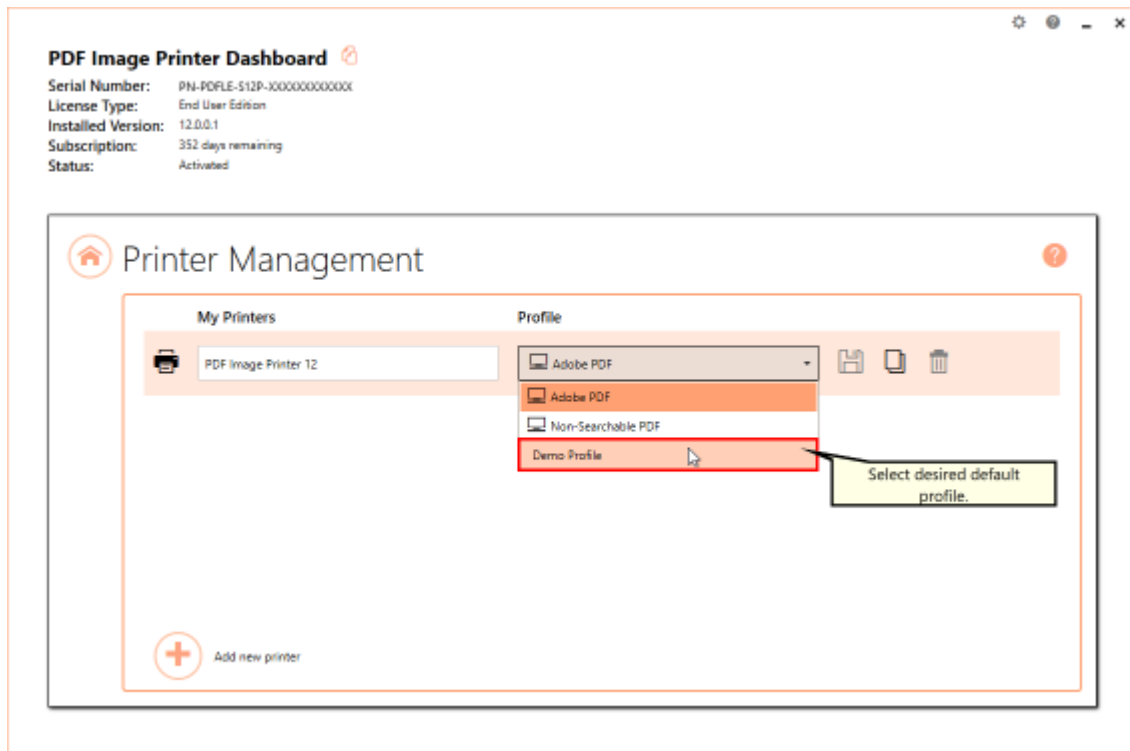 PDF Image Printer Dashboard
Serial Number: PN-PDFLE-S12P-XXXXXXXXXXXX
License Type: End User Edition
Installed Version: 12.0.0.1
Subscription: 352 days remaining
Status: Activated
Printer Management
My Printers Profile
PDF Image Printer 12 Adobe PDF
Adobe PDF
Non-Searchable PDF
Demo Profile
Select desired default
profile.
Add new printer